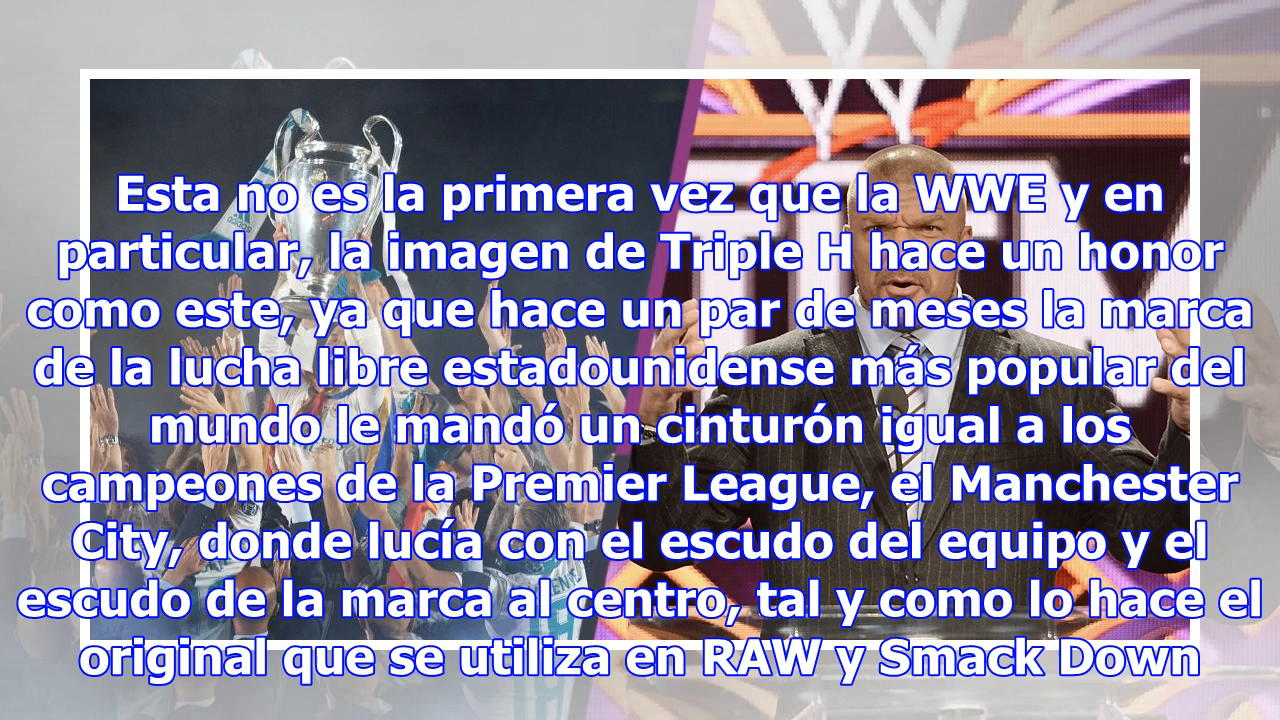 Esta no es la primera vez que la WWE y en
particular, la imagen de Triple H hace un honor
como este, ya que hace un par de meses la marca
de la lucha libre estadounidense más popular del
mundo le mandó un cinturón igual a los
campeones de la Premier League, el Manchester
City, donde lucía con el escudo del equipo y el
escudo de la marca al centro, tal y como lo hace el
original que se utiliza en RAW y Smack Down